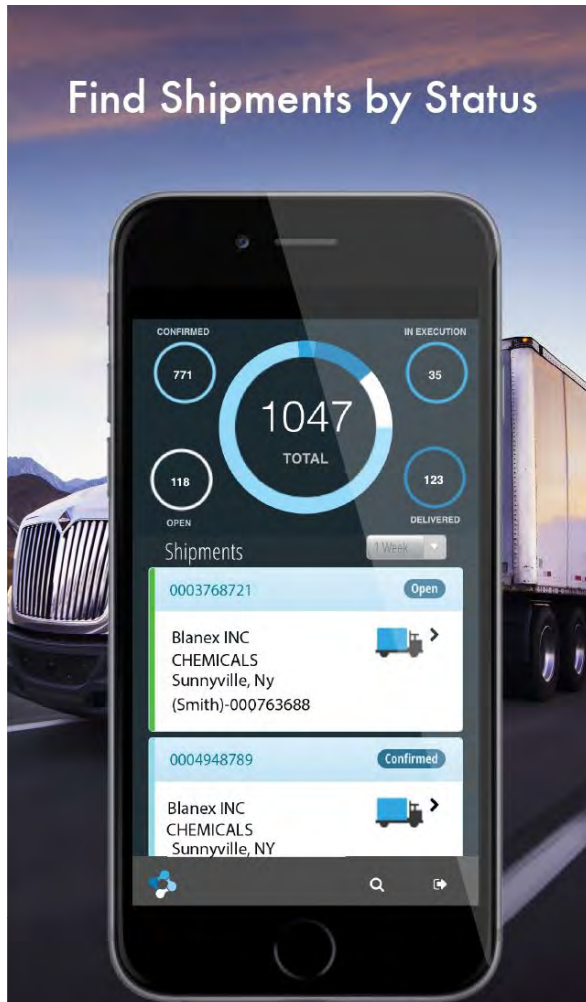 Find Shipments by Status
CONFIRMED
771
IN EXECUTION
35
1047
TOTAL
118
OPEN
123
DELIVERED
Shipments
1 Week
0003768721
Open
Blanex INC
CHEMICALS
Sunnyville, Ny
(Smith)-000763688
0004948789
Confirmed
Blanex INC
CHEMICALS
Sunnyville, NY